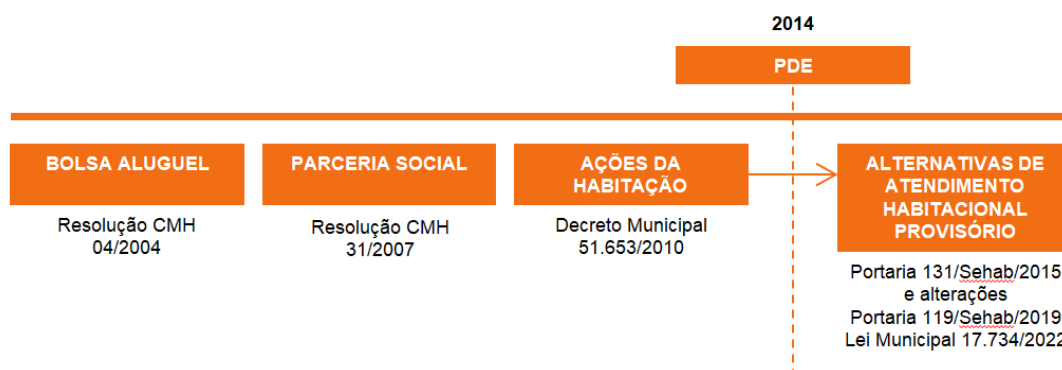 2014
PDE
BOLSA ALUGUEL
Resolução CMH
04/2004
PARCERIA SOCIAL
Resolução CMH
31/2007
AÇÕES DA
HABITAÇÃO
Decreto Municipal
51.653/2010
ALTERNATIVAS DE
ATENDIMENTO
HABITACIONAL
PROVISÓRIO
Portaria 131/Sehab/2015
e alterações
Portaria 119/Sehab/2019
Lei Municipal 17.734/2022